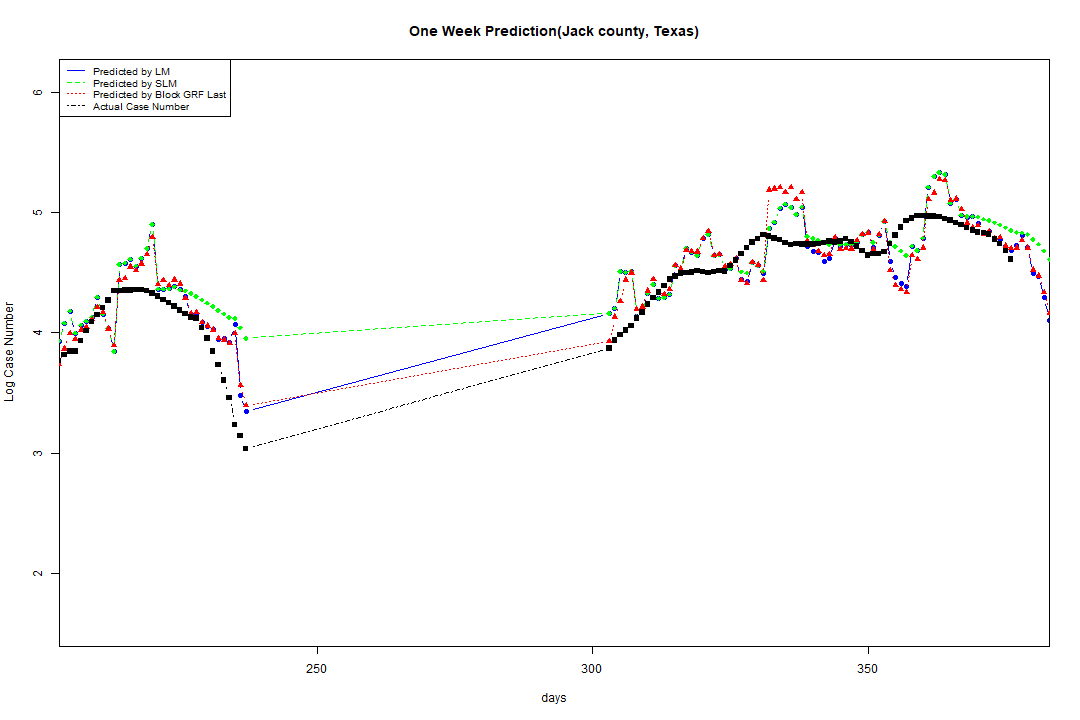 One Week Prediction(Jack county, Texas)
Predicted by LM
Predicted by SLM
Predicted by Block GRF Last
Actual Case Number
6
5
4
3
2
Log Case Number
250 300 350
days